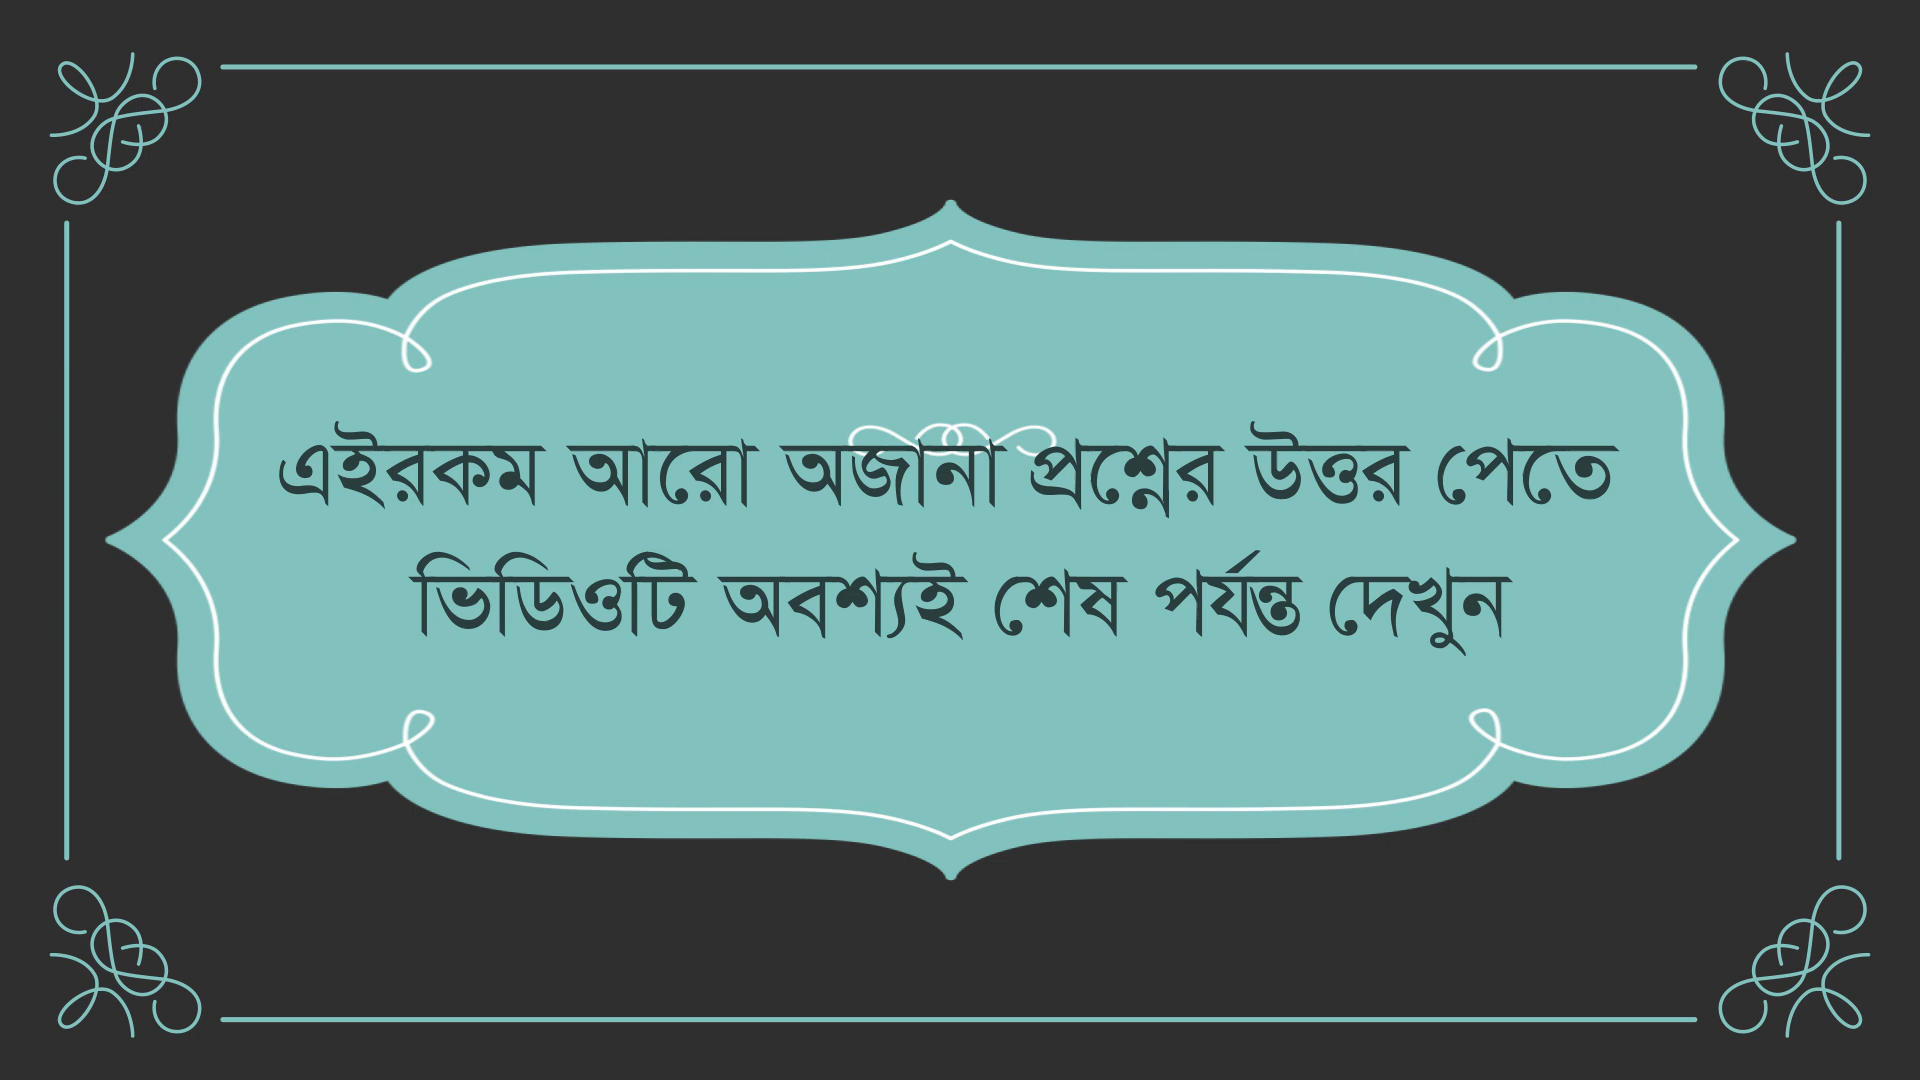 এইরকম আরো অজানা প্রশ্নের উত্তর পেতে
ভিডিওটি অবশ্যই শেষ পর্যন্ত দেখুন